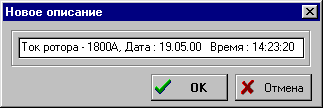 Новое описание
Ток ротора - 1800А, Дата : 19.05.00 Время : 14:23:20
OK
Отмена